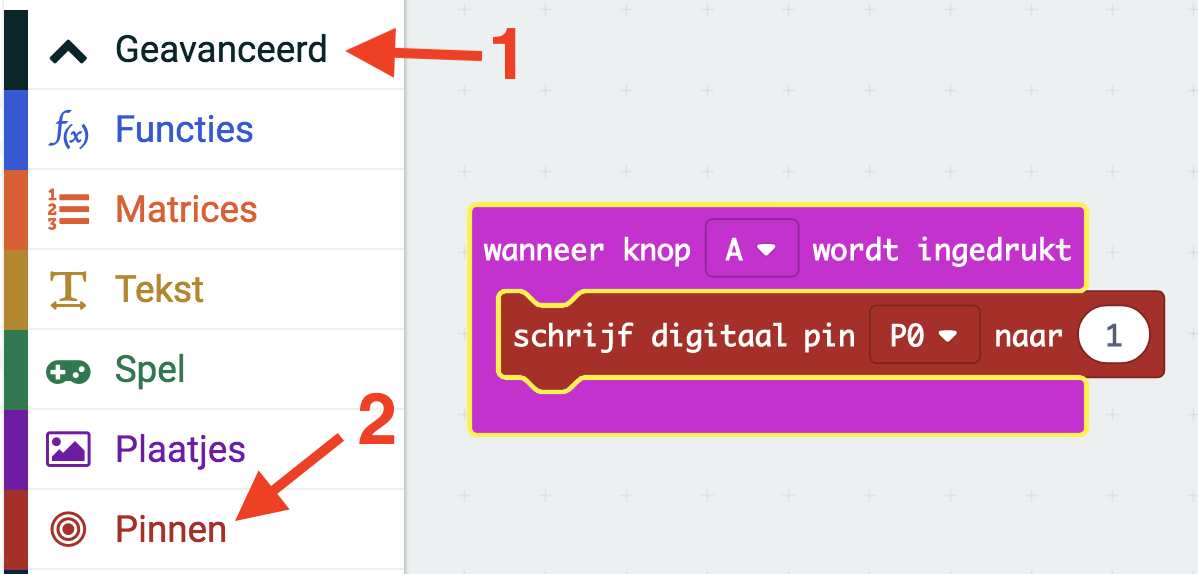 Geavanceerd
1
Functies
Matrices
Tekst
Spel
Plaatjes
2
Pinnen
wanneer knop A wordt ingedrukt
schrijf digitaal pin P0 naar 1